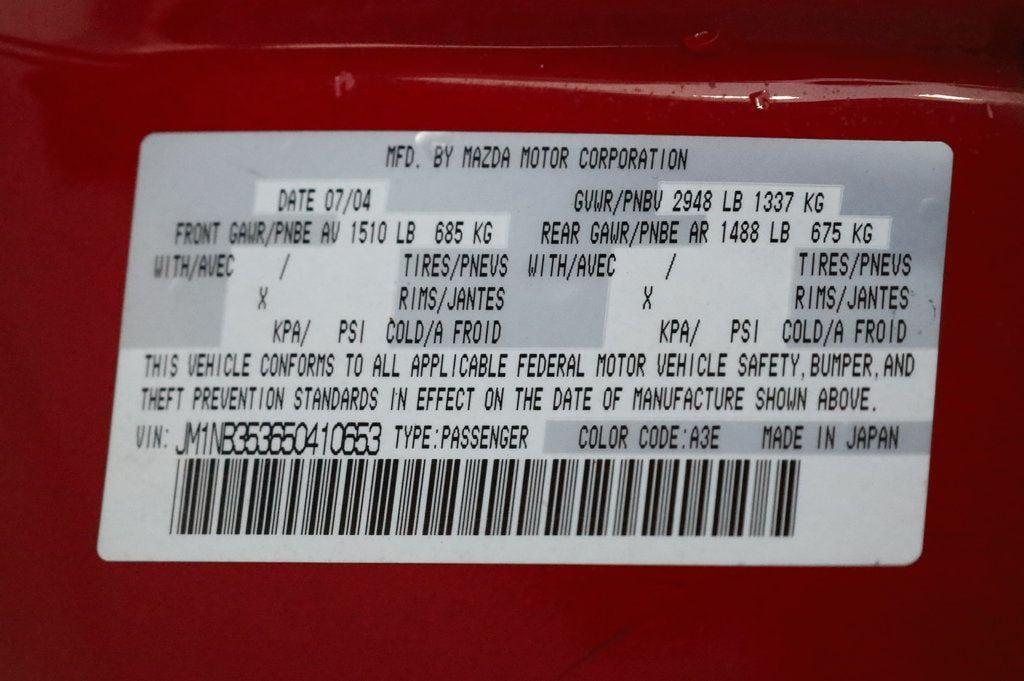 MFD. BY MAZDA MOTOR CORPORATION
DATE 07/04 GVWR/PNBV 2948 LB 1337 KG
FRONT GAWR/PNBE AV 1510 LB 685 KG REAR GAWR/PNBE AR 1488 LB 675 KG
WITH/AVEC / TIRES/PNEUS WITH/AVEC / TIRES/PNEVS
X RIMS/JANTES X RIMS/JANTES
KPA/ PSI COLD/A FROID KPA/ PSI COLD/A FROID
THIS VEHICLE CONFORMS TO ALL APPLICABLE FEDERAL MOTOR VEHICLE SAFETY, BUMPER, AND
THEFT PREVENTION STANDARDS IN EFFECT ON THE DATE OF MANUFACTURE SHOWN ABOVE.
VIN: JM1NB353650410653 TYPE:PASSENGER COLOR CODE:A3E MADE IN JAPAN